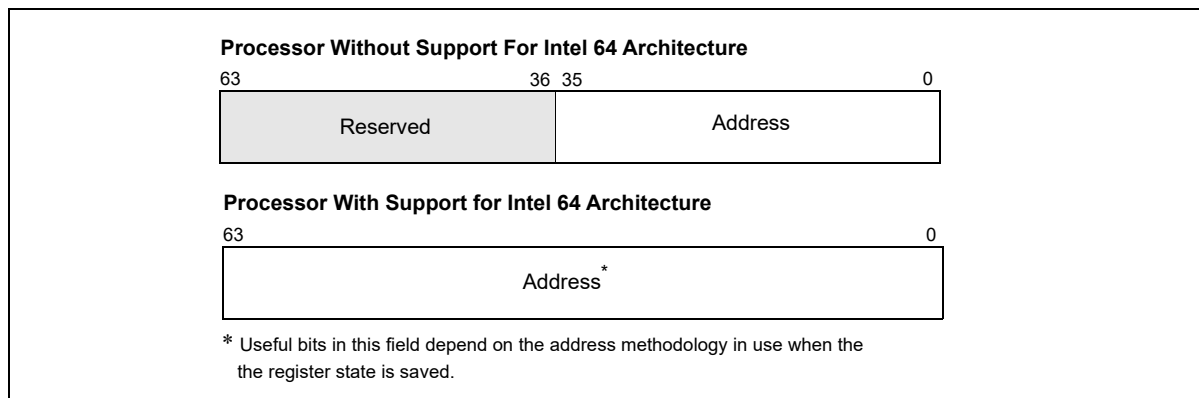 Processor Without Support For Intel 64 Architecture
63 36 35 0
Reserved Address
Processor With Support for Intel 64 Architecture
63 0
Address*
* Useful bits in this field depend on the address methodology in use when the
the register state is saved.